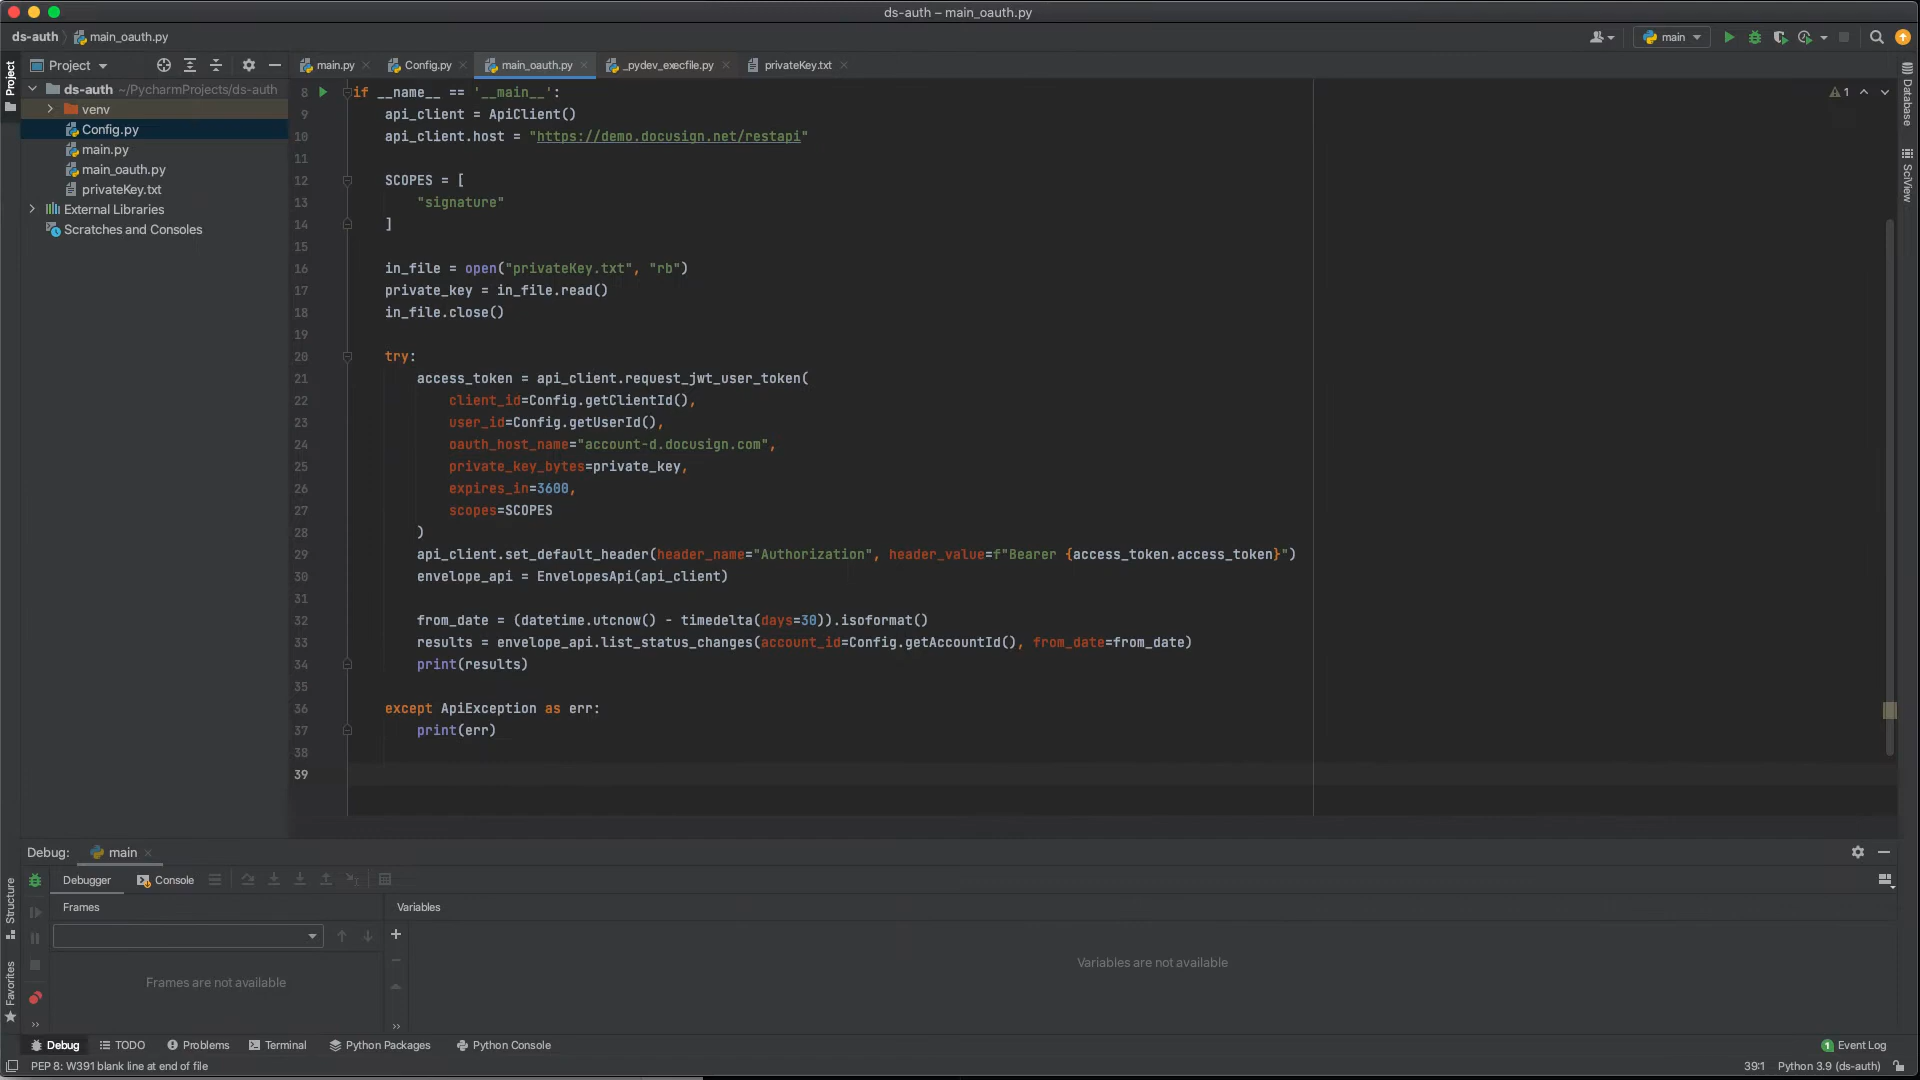 ds-auth – main_oauth.py
ds-auth main_oauth.py
main
Project
Project
main.py Config.py main_oauth.py _pydev_execfile.py privateKey.txt
ds-auth ~/PycharmProjects/ds-auth
venv
Config.py
main.py
main_oauth.py
privateKey.txt
External Libraries
Scratches and Consoles
8 if __name__ == '__main__':
9 api_client = ApiClient()
10 api_client.host = "https://demo.docusign.net/restapi"
11
12 SCOPES = [
13 "signature"
14 ]
15
16 in_file = open("privateKey.txt", "rb")
17 private_key = in_file.read()
18 in_file.close()
19
20 try:
21 access_token = api_client.request_jwt_user_token(
22 client_id=Config.getClientId(),
23 user_id=Config.getUserId(),
24 oauth_host_name="account-d.docusign.com",
25 private_key_bytes=private_key,
26 expires_in=3600,
27 scopes=SCOPES
28 )
29 api_client.set_default_header(header_name="Authorization", header_value=f"Bearer {access_token.access_token}")
30 envelope_api = EnvelopesApi(api_client)
31
32 from_date = (datetime.utcnow() - timedelta(days=30)).isoformat()
33 results = envelope_api.list_status_changes(account_id=Config.getAccountId(), from_date=from_date)
34 print(results)
35
36 except ApiException as err:
37 print(err)
38
39
1
Database
SciView
Debug: main
Debugger Console
Frames Variables
Frames are not available
Variables are not available
Structure
Favorites
Debug TODO Problems Terminal Python Packages Python Console
1 Event Log
PEP 8: W391 blank line at end of file
39:1 Python 3.9 (ds-auth)